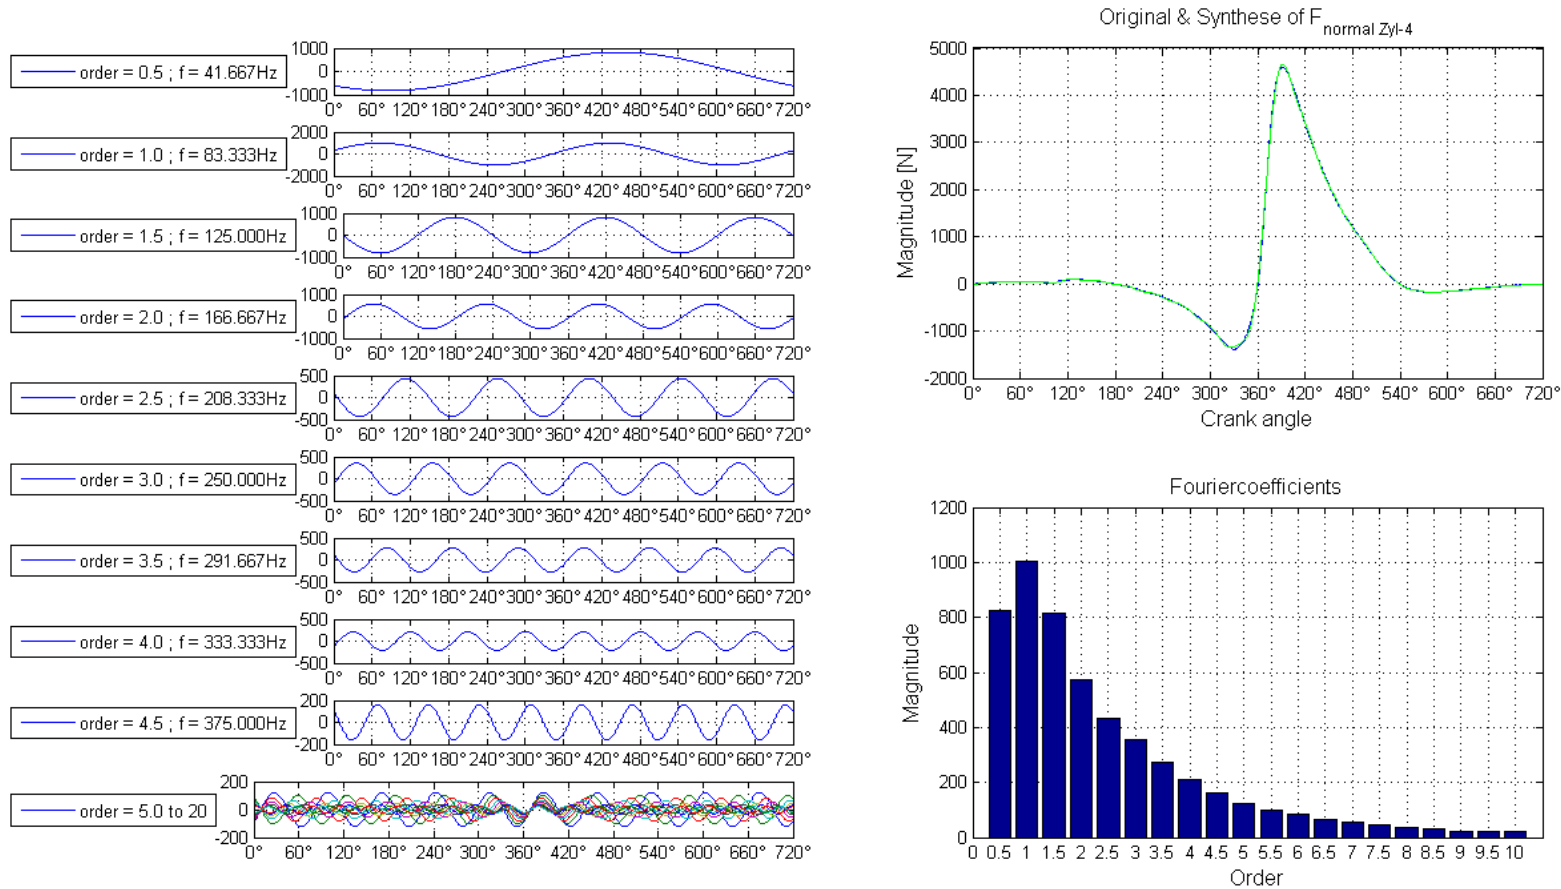 order = 0.5 ; f = 41.667Hz
1000
0
-1000
0° 60° 120° 180° 240° 300° 360° 420° 480° 540° 600° 660° 720°
order = 1.0 ; f = 83.333Hz
2000
0
-2000
0° 60° 120° 180° 240° 300° 360° 420° 480° 540° 600° 660° 720°
order = 1.5 ; f = 125.000Hz
1000
0
-1000
0° 60° 120° 180° 240° 300° 360° 420° 480° 540° 600° 660° 720°
order = 2.0 ; f = 166.667Hz
1000
0
-1000
0° 60° 120° 180° 240° 300° 360° 420° 480° 540° 600° 660° 720°
order = 2.5 ; f = 208.333Hz
500
0
-500
0° 60° 120° 180° 240° 300° 360° 420° 480° 540° 600° 660° 720°
order = 3.0 ; f = 250.000Hz
500
0
-500
0° 60° 120° 180° 240° 300° 360° 420° 480° 540° 600° 660° 720°
order = 3.5 ; f = 291.667Hz
500
0
-500
0° 60° 120° 180° 240° 300° 360° 420° 480° 540° 600° 660° 720°
order = 4.0 ; f = 333.333Hz
500
0
-500
0° 60° 120° 180° 240° 300° 360° 420° 480° 540° 600° 660° 720°
order = 4.5 ; f = 375.000Hz
200
0
-200
0° 60° 120° 180° 240° 300° 360° 420° 480° 540° 600° 660° 720°
order = 5.0 to 20
200
0
-200
0° 60° 120° 180° 240° 300° 360° 420° 480° 540° 600° 660° 720°
Original & Synthese of F normal Zyl-4
Magnitude [N]
5000
4000
3000
2000
1000
0
-1000
-2000
0° 60° 120° 180° 240° 300° 360° 420° 480° 540° 600° 660° 720°
Crank angle
Fouriercoefficients
Magnitude
1200
1000
800
600
400
200
0
0 0.5 1 1.5 2 2.5 3 3.5 4 4.5 5 5.5 6 6.5 7 7.5 8 8.5 9 9.5 10
Order